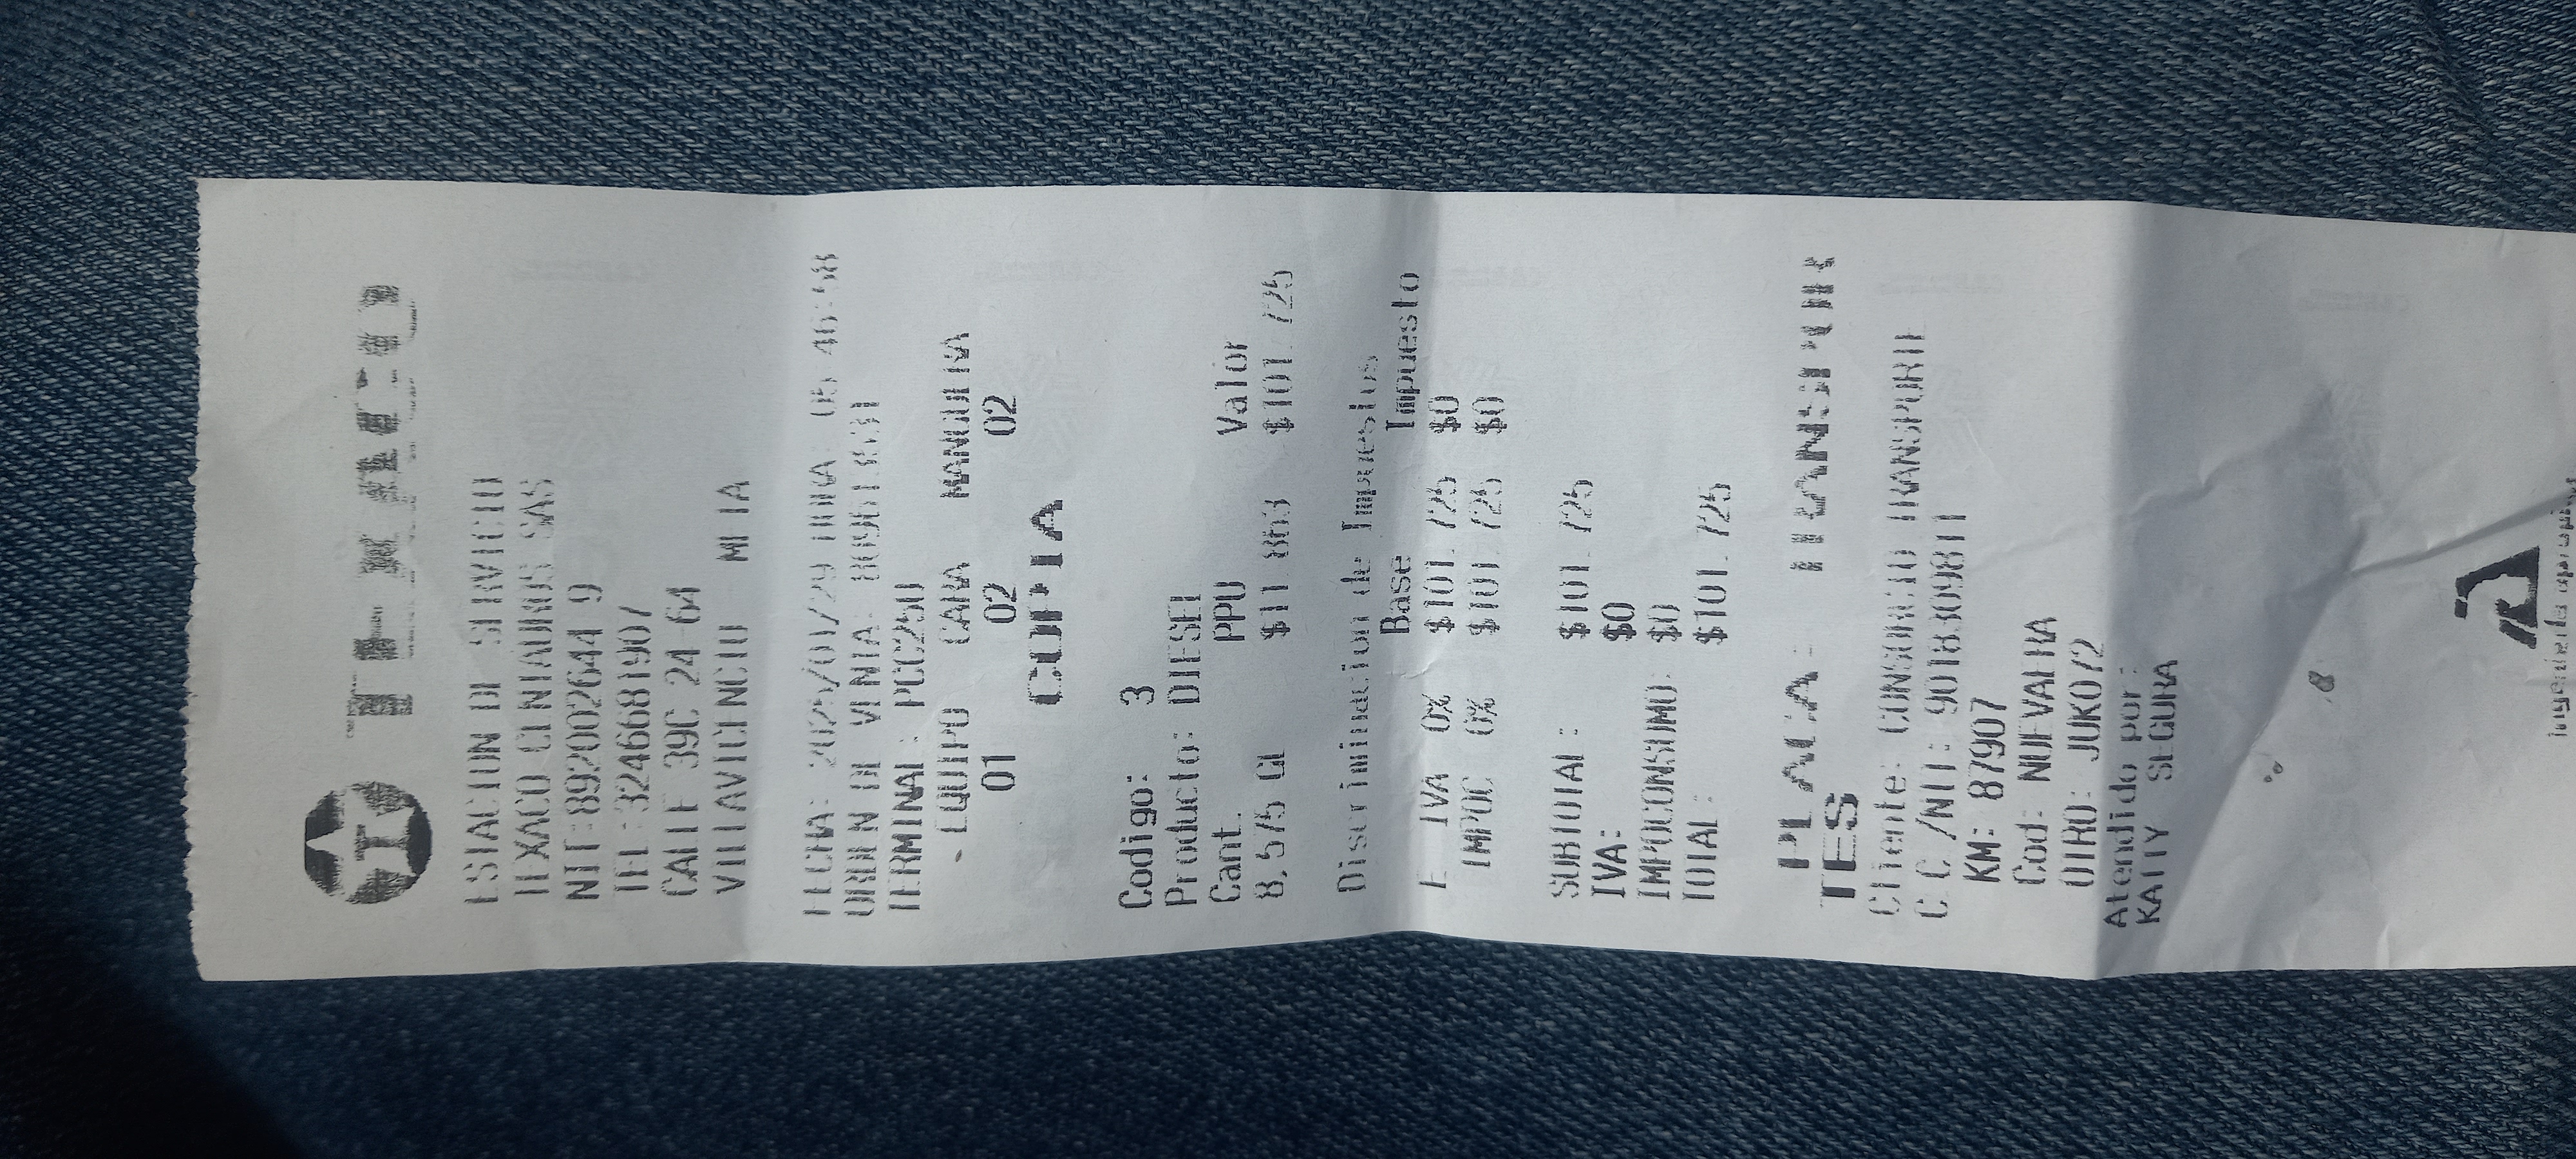 TEXACO
ESTACION DE SERVICIO
TEXACO CENTAUROS SAS
NIT:892002644 9
TEL:3246681907
CALLE 39C 24 64
VILLAVICENCIO META
FECHA: 2025/01/29 HORA 05:46:58
ORDEN DE VENTA:
TERMINAL: PCC250
EQUIPO CARA MANGUERA
01 02 02
COPIA
Codigo: 3
Producto: DIESEL
Cant. PPU Valor
8,575 GL $11.863 $101.725
Discriminacion de Impuestos
Base Impuesto
E IVA 0% $101.725 $0
IMPOC 0% $101.725 $0
SUBTOTAL: $101.725
IVA: $0
IMPOCONSUMO: $0
TOTAL: $101.725
PLACA:
TES
Cliente: CONSORCIO TRANSPORTE
C.C./NIT: 9018309811
KM: 87907
Cod: NUEVAERA
OTRO: JUK072
Atendido por:
KATTY SEGURA